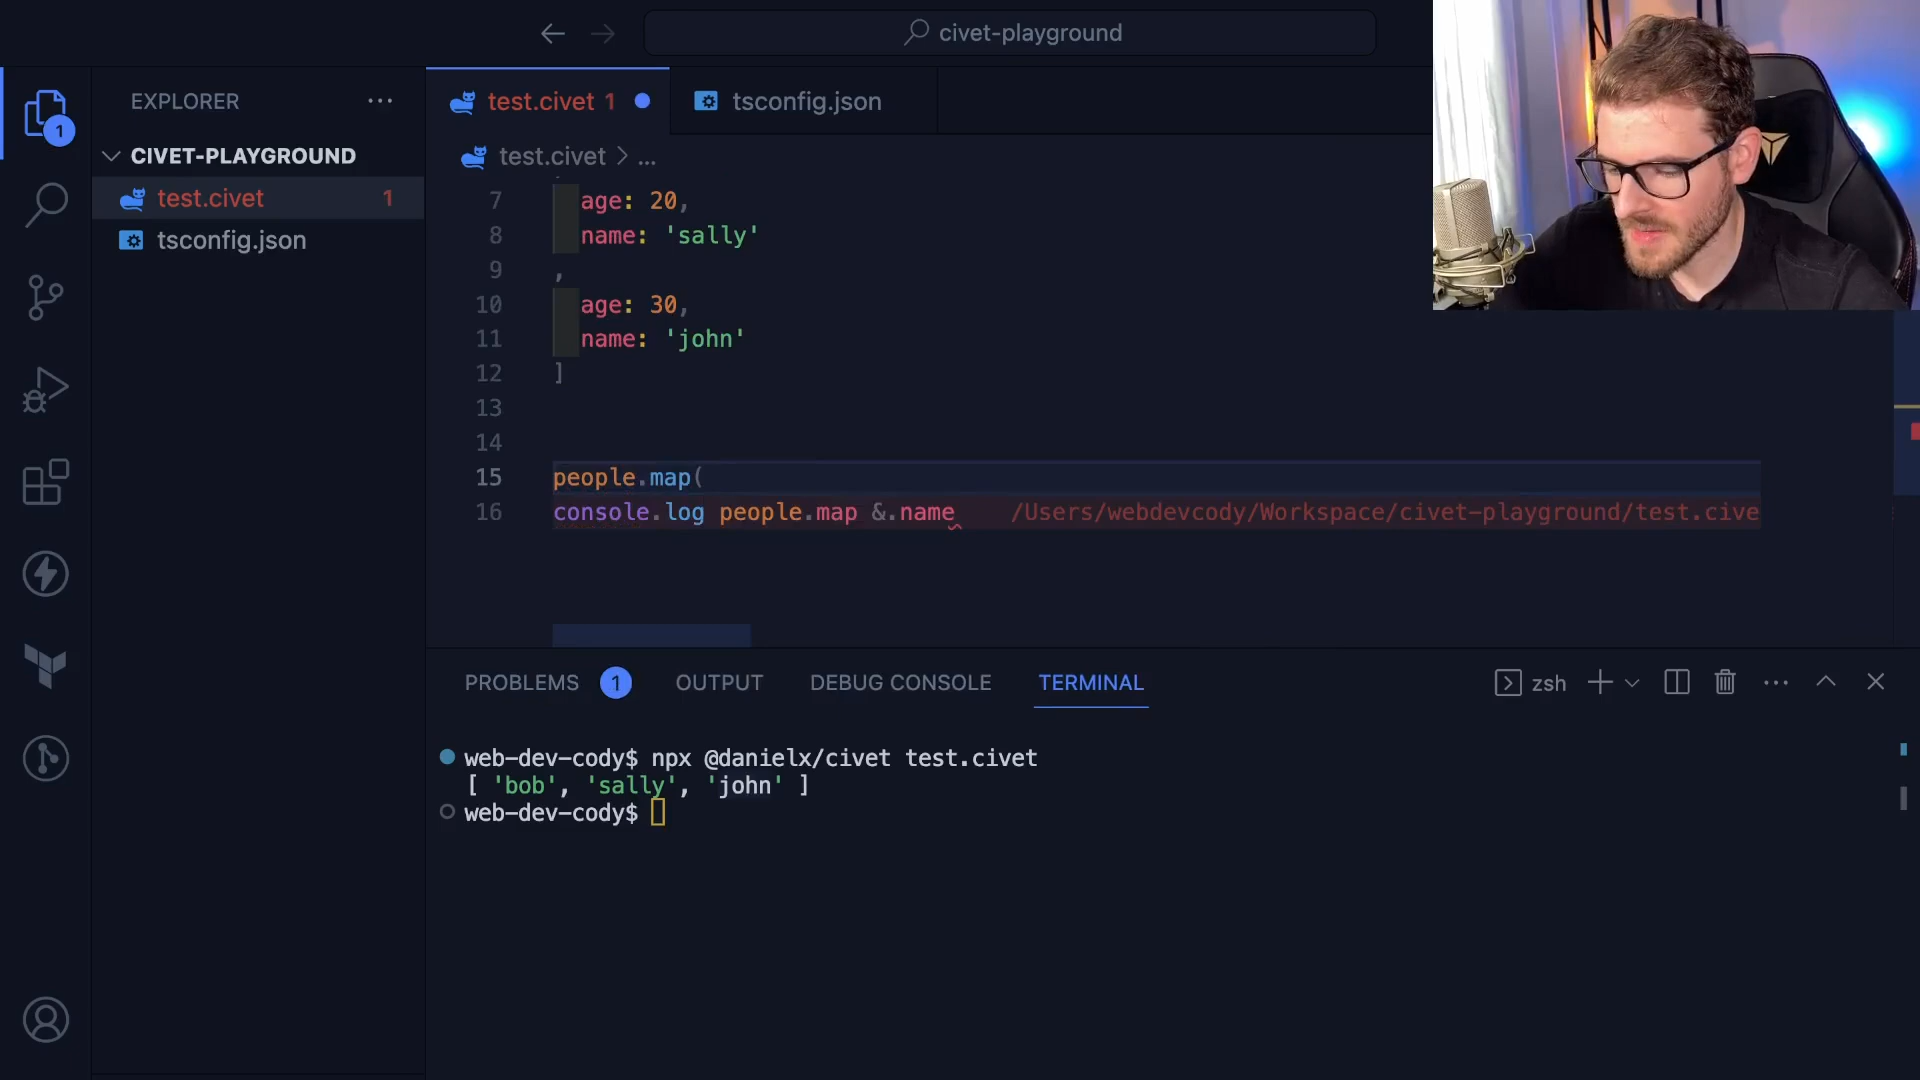 civet-playground
EXPLORER
test.civet 1
tsconfig.json
1
CIVET-PLAYGROUND
test.civet > ...
test.civet 1
tsconfig.json
7 age: 20,
8 name: 'sally'
9 ,
10 age: 30,
11 name: 'john'
12 ]
13
14
15 people.map(
16 console.log people.map &.name /Users/webdevcody/Workspace/civet-playground/test.cive
PROBLEMS 1 OUTPUT DEBUG CONSOLE TERMINAL zsh
web-dev-cody$ npx @danielx/civet test.civet
[ 'bob', 'sally', 'john' ]
web-dev-cody$